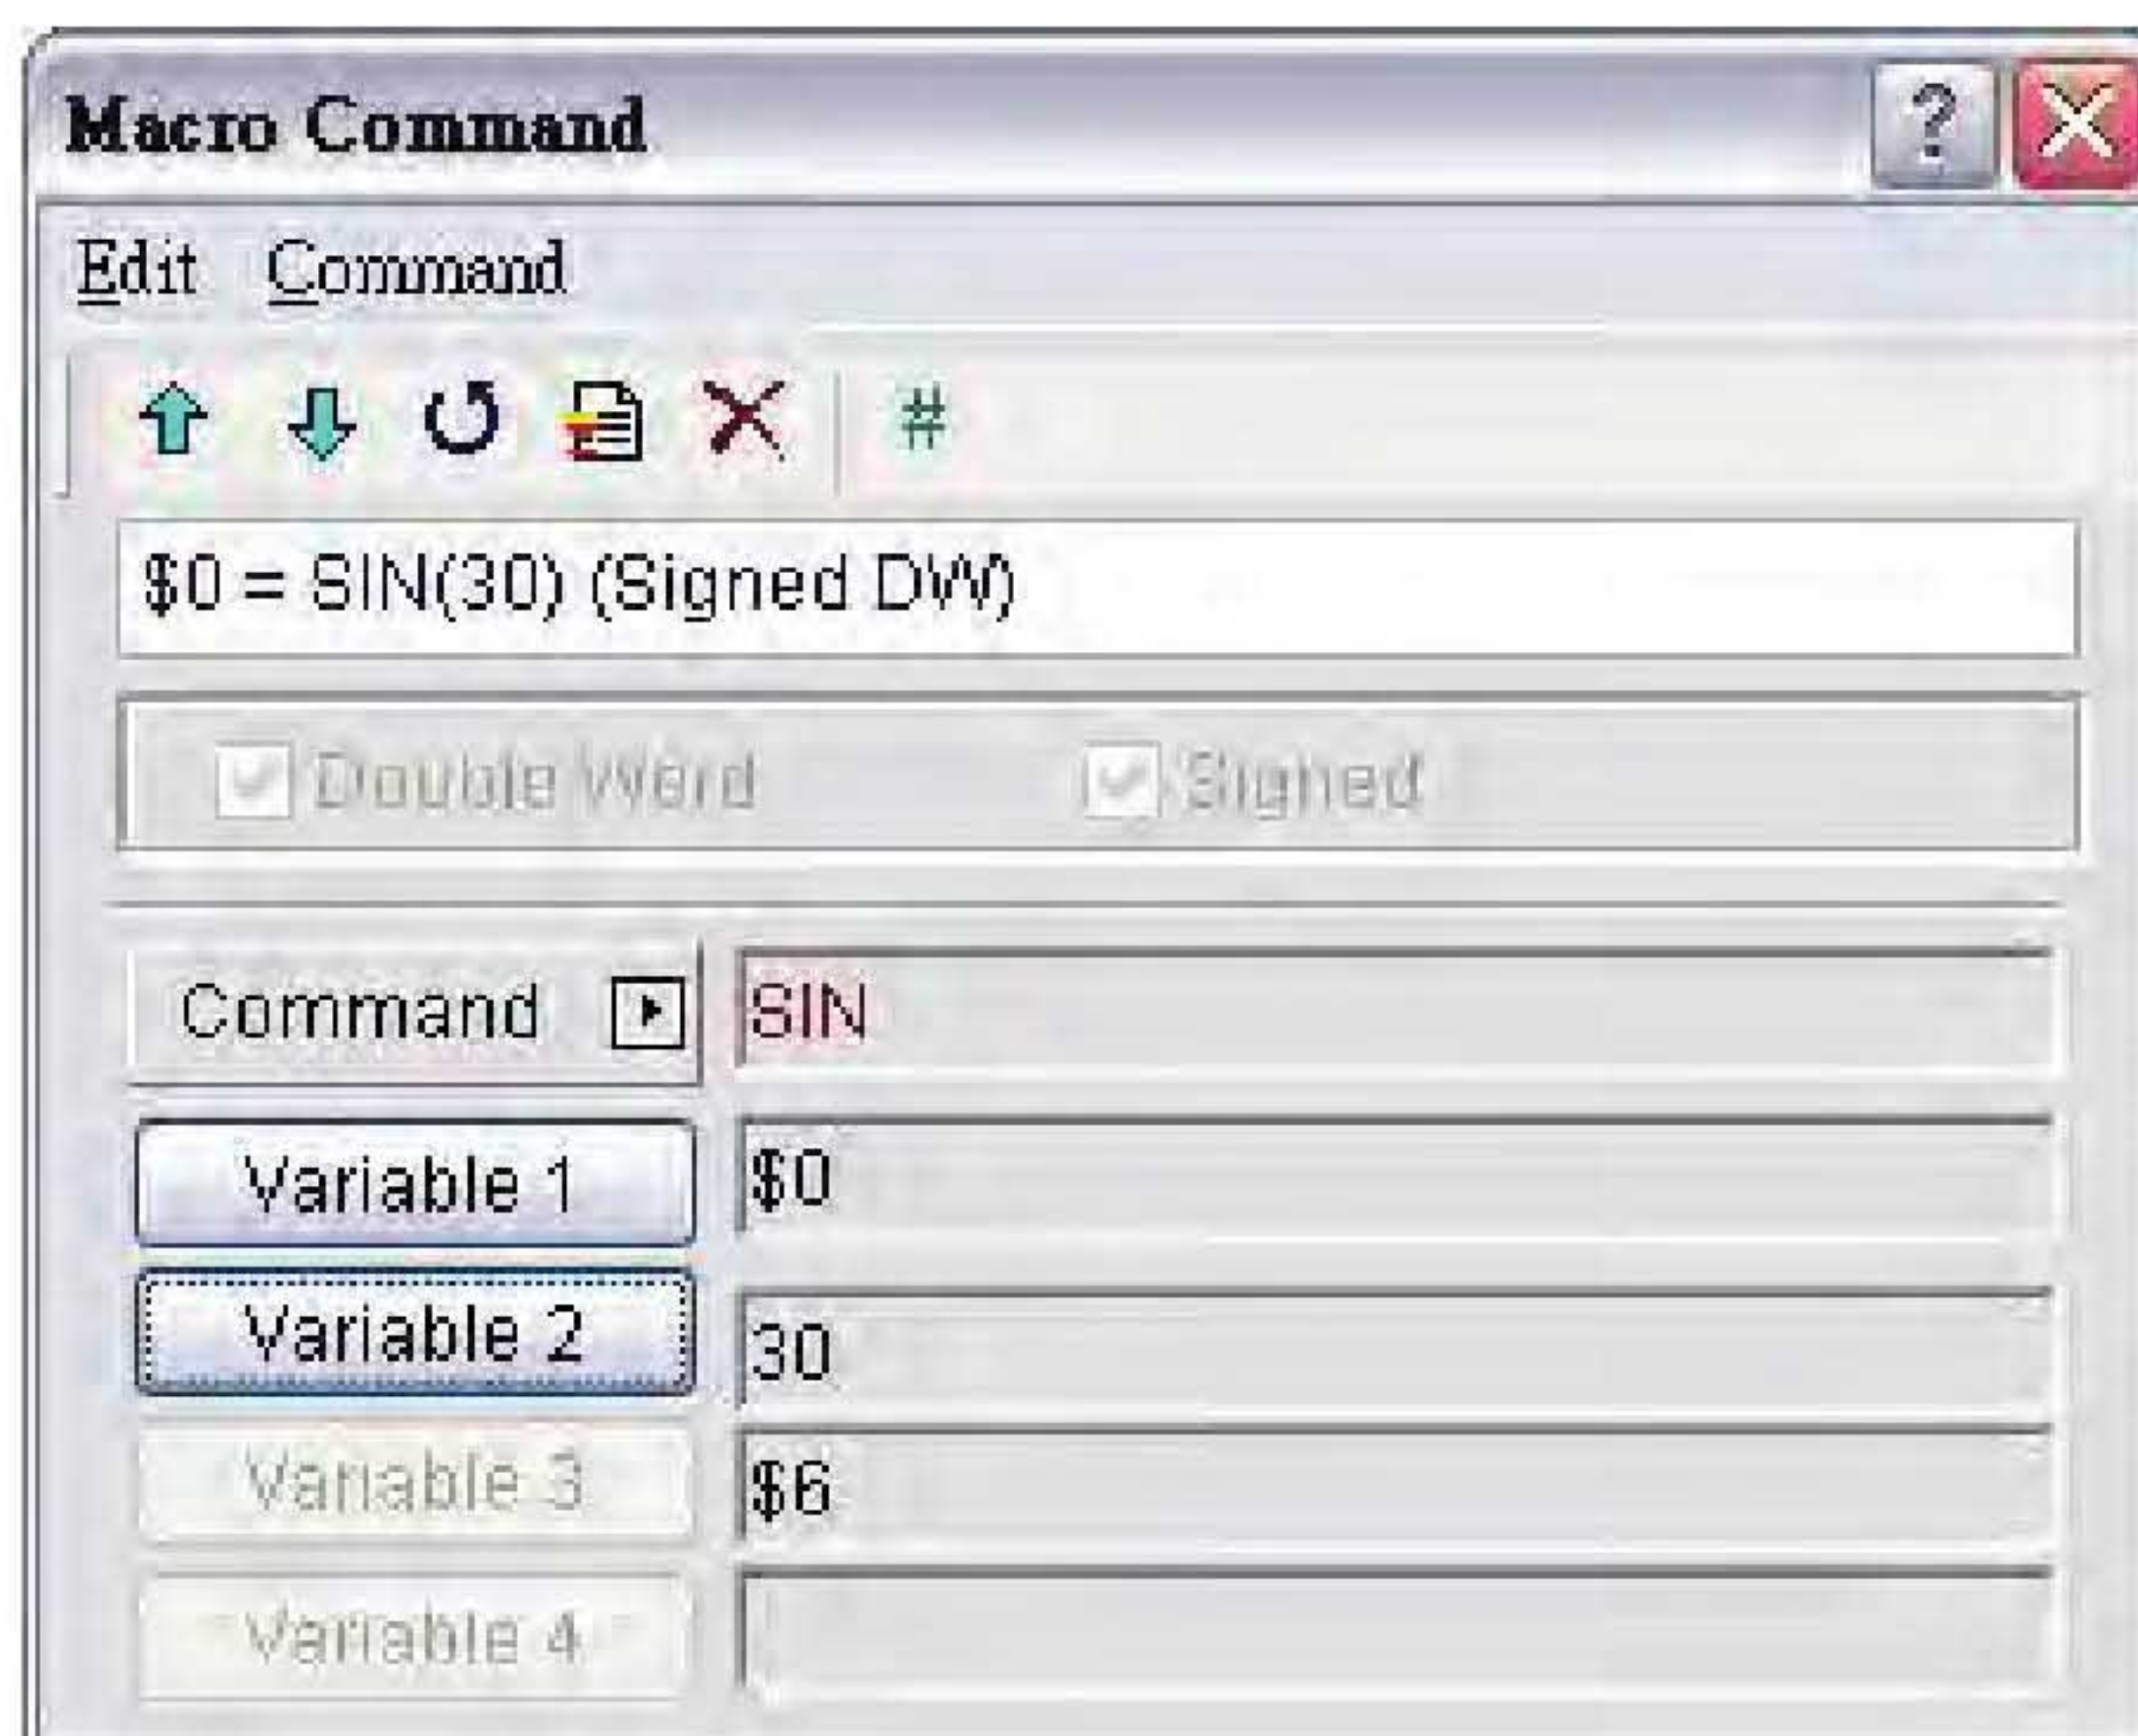 Macro Command
?
Edit Command
#
$0 = SIN(30) (Signed DW)
Double Word Signed
Command SIN
Variable 1 $0
Variable 2 30
Variable 3 $6
Variable 4